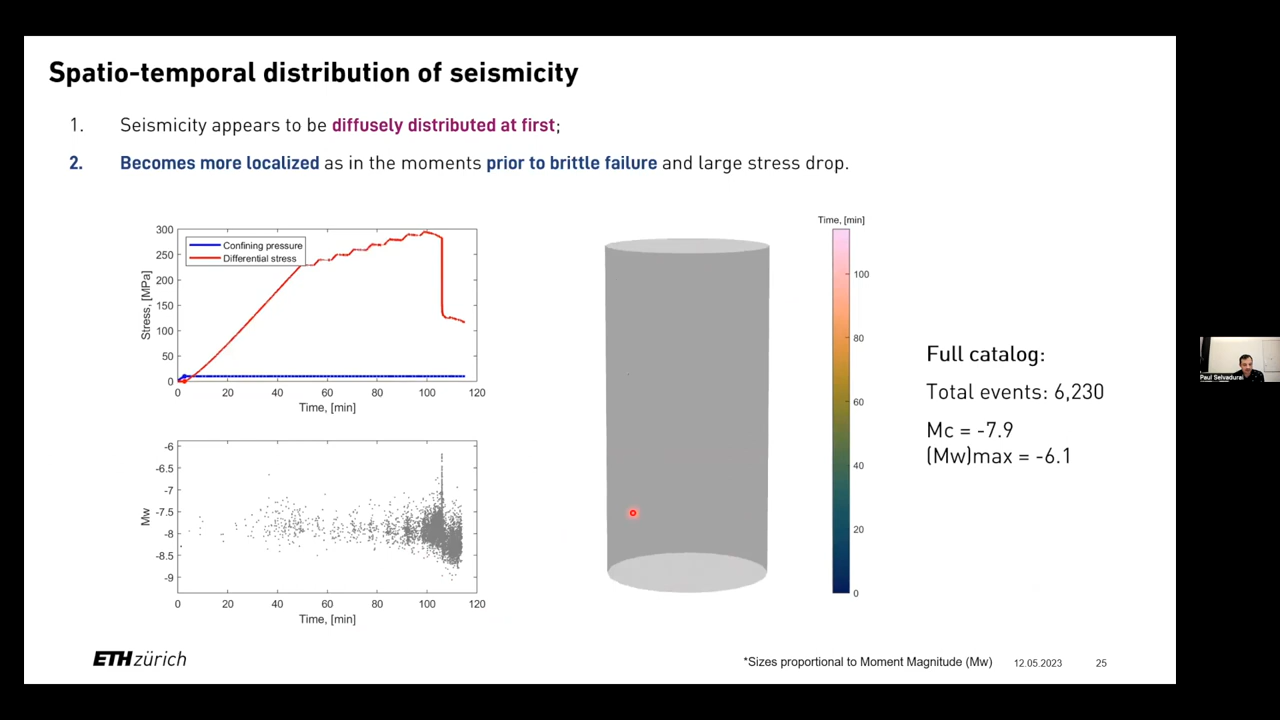 Spatio-temporal distribution of seismicity
1. Seismicity appears to be diffusely distributed at first;
2. Becomes more localized as in the moments prior to brittle failure and large stress drop.
300
250
200
150
100
50
0
Stress, [MPa]
Confining pressure
Differential stress
0 20 40 60 80 100 120
Time, [min]
-6
-6.5
-7
-7.5
-8
-8.5
-9
Mw
0 20 40 60 80 100 120
Time, [min]
Time, [min]
100
80
60
40
20
0
Full catalog:
Total events: 6,230
Mc = -7.9
(Mw)max = -6.1
Paul Selvadurai
ETH zürich
*Sizes proportional to Moment Magnitude (Mw)
12.05.2023
25